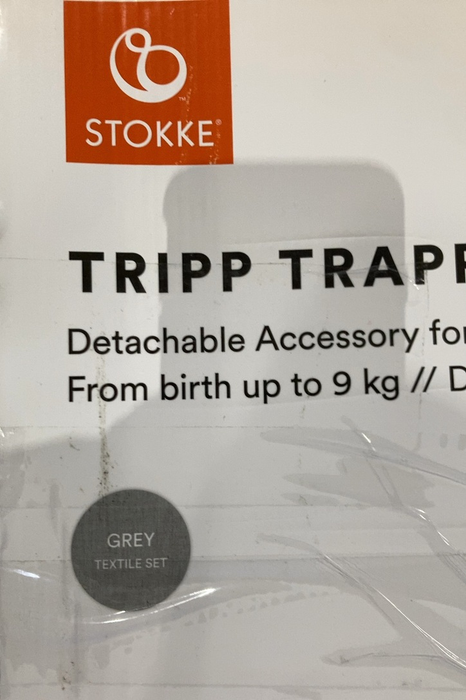 STOKKE
TRIPP TRAPP
Detachable Accessory for
From birth up to 9 kg // D
GREY
TEXTILE SET